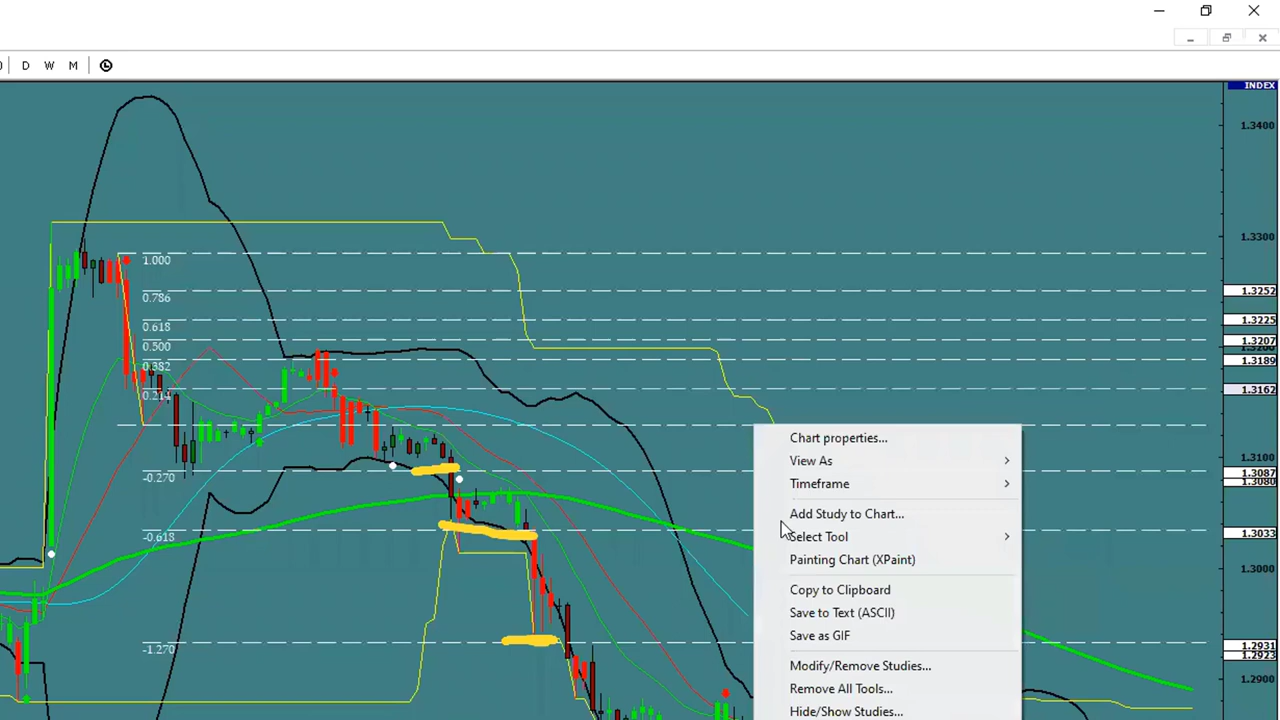 D W M
INDEX
1.3400
1.3300
1.000
1.3252
0.786
1.3225
0.618
1.3207
0.500
1.3189
0.382
1.3162
0.214
Chart properties...
1.3100
View As
1.3087
-0.270
1.3080
Timeframe
Add Study to Chart...
1.3033
-0.618
Select Tool
Painting Chart (XPaint)
1.3000
Copy to Clipboard
Save to Text (ASCII)
Save as GIF
1.2931
-1.270
1.2923
Modify/Remove Studies...
1.2900
Remove All Tools...
Hide/Show Studies...